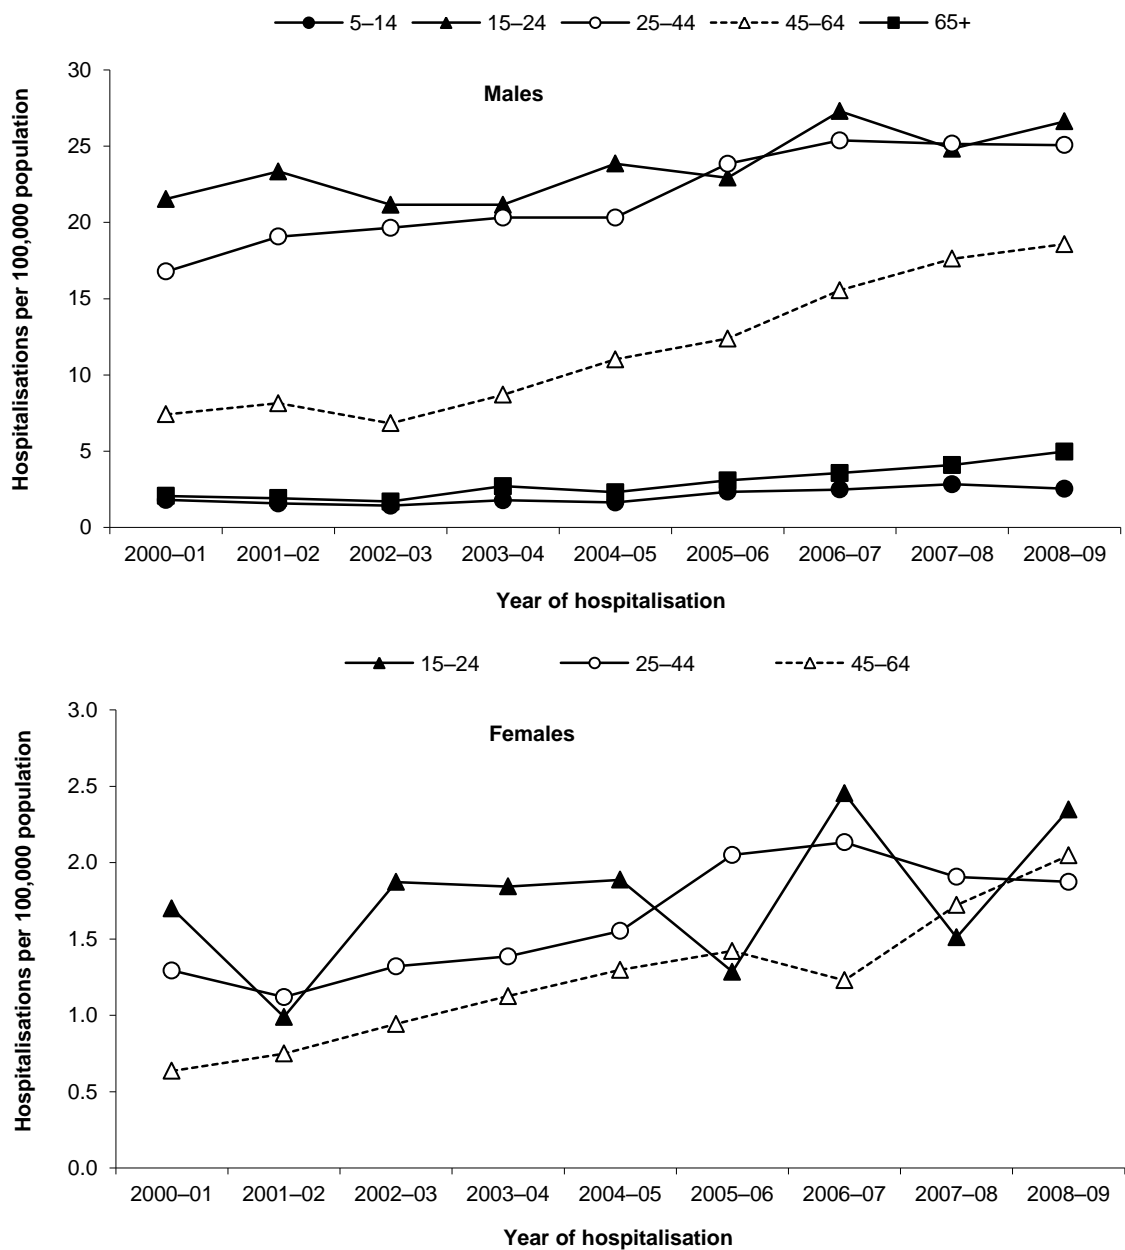 5–14 15–24 25–44 45–64 65+
Males
Hospitalisations per 100,000 population
30
25
20
15
10
5
0
2000–01 2001–02 2002–03 2003–04 2004–05 2005–06 2006–07 2007–08 2008–09
Year of hospitalisation
15–24 25–44 45–64
Females
Hospitalisations per 100,000 population
3.0
2.5
2.0
1.5
1.0
0.5
0.0
2000–01 2001–02 2002–03 2003–04 2004–05 2005–06 2006–07 2007–08 2008–09
Year of hospitalisation